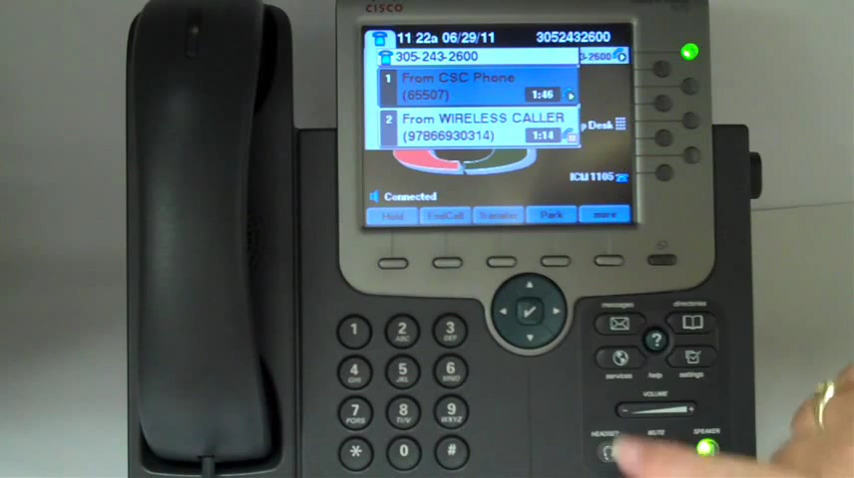 CISCO
11 22a 06/29/11 3052432600
305-243-2600 3-2600
1 From CSC Phone
(65507) 1:46
2 From WIRELESS CALLER
(97866930314) 1:14
p Desk
ICU 1105
Connected
Hold EndCall Transfer Park more
messages directories
1 2 ABC 3 DEF
?
4 GHI 5 JKL 6 MNO
services help settings
VOLUME
7 PQRS 8 TUV 9 WXYZ
- +
HEADSET MUTE SPEAKER
* 0 #